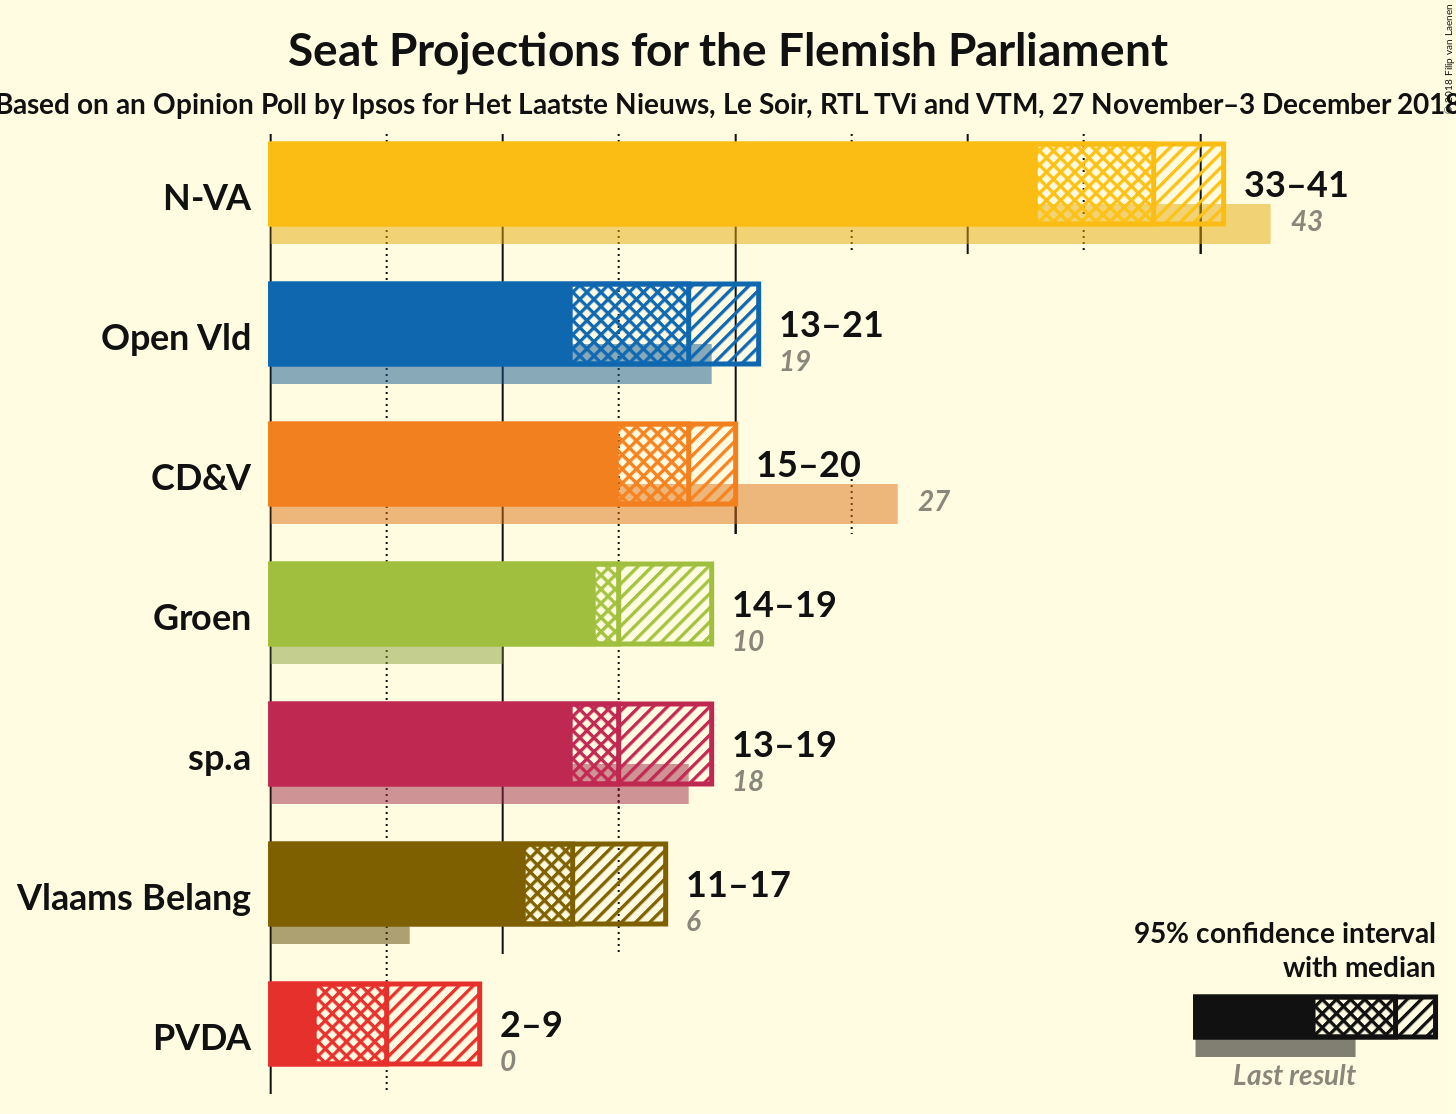 Seat Projections for the Flemish Parliament
Based on an Opinion Poll by Ipsos for Het Laatste Nieuws, Le Soir, RTL TVi and VTM, 27 November–3 December 2018
© 2018 Filip van Laenen
N-VA
33–41
43
Open Vld
13–21
19
CD&V
15–20
27
Groen
14–19
10
sp.a
13–19
18
Vlaams Belang
11–17
6
PVDA
2–9
0
95% confidence interval
with median
Last result